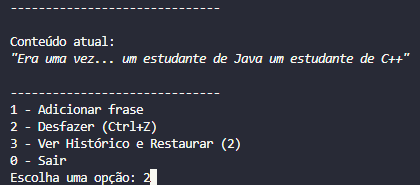 ------------------------------
Conteúdo atual:
"Era uma vez... um estudante de Java um estudante de C++"
------------------------------
1 - Adicionar frase
2 - Desfazer (Ctrl+Z)
3 - Ver Histórico e Restaurar (2)
0 - Sair
Escolha uma opção: 2